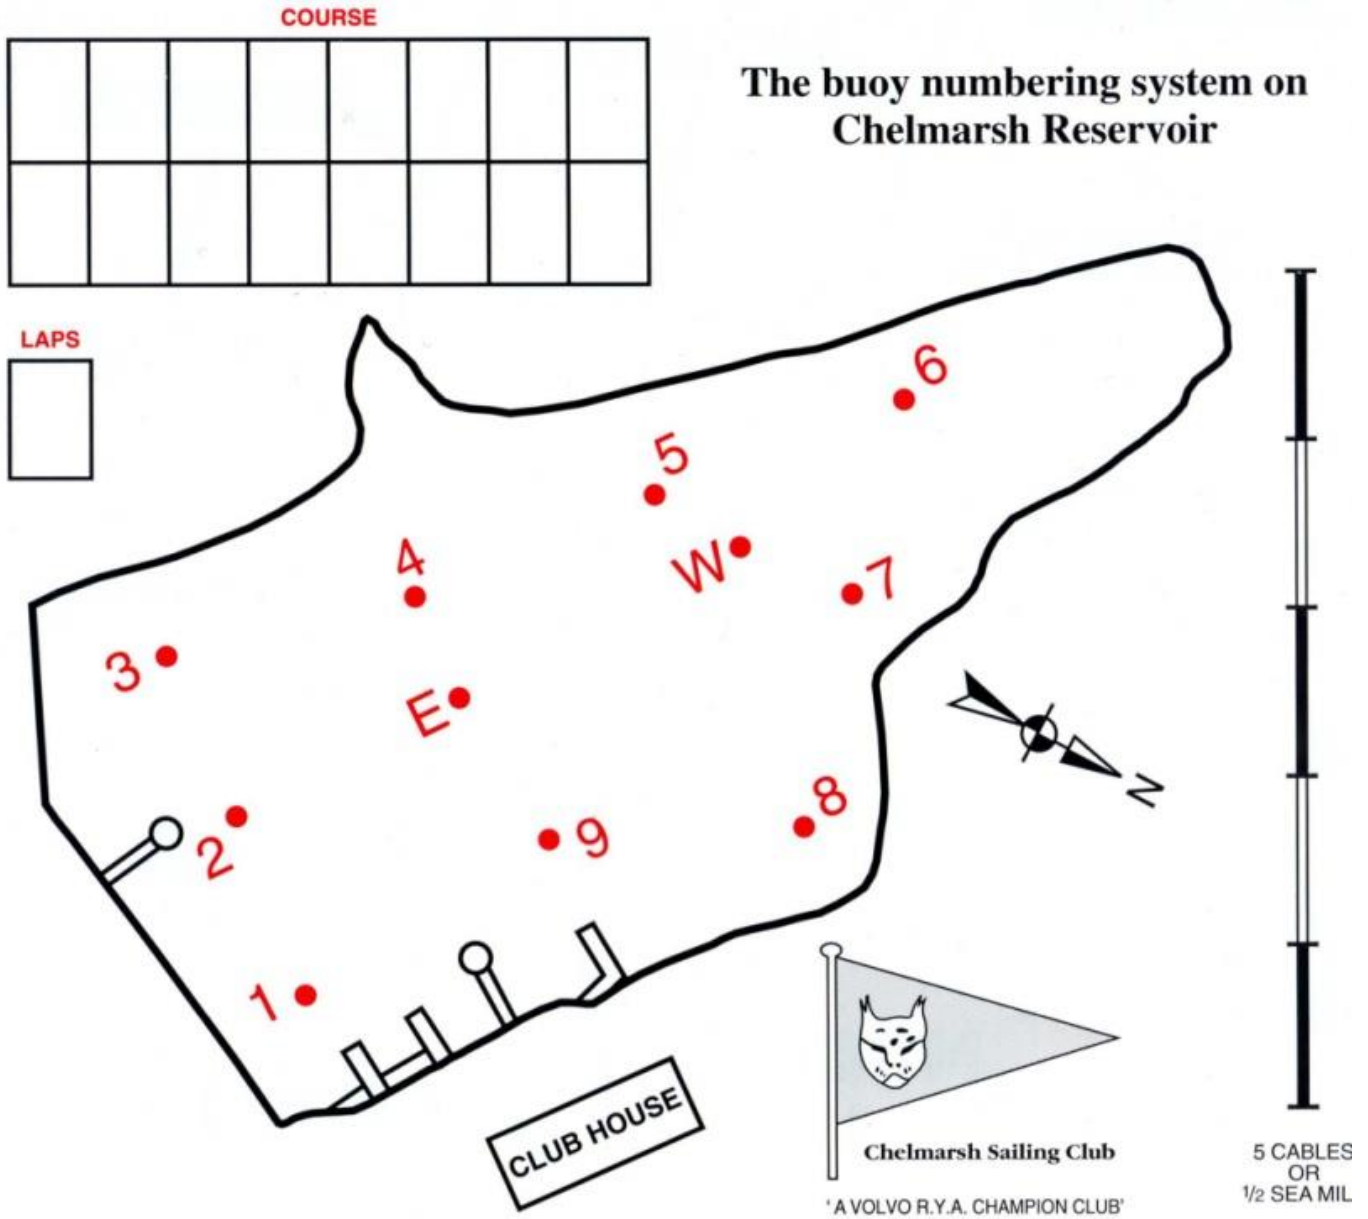 COURSE
The buoy numbering system on
Chelmarsh Reservoir
LAPS
6
5
4
W
7
3
E
N
8
2
9
1
CLUB HOUSE
Chelmarsh Sailing Club
'A VOLVO R.Y.A. CHAMPION CLUB'
5 CABLES
OR
1/2 SEA MIL